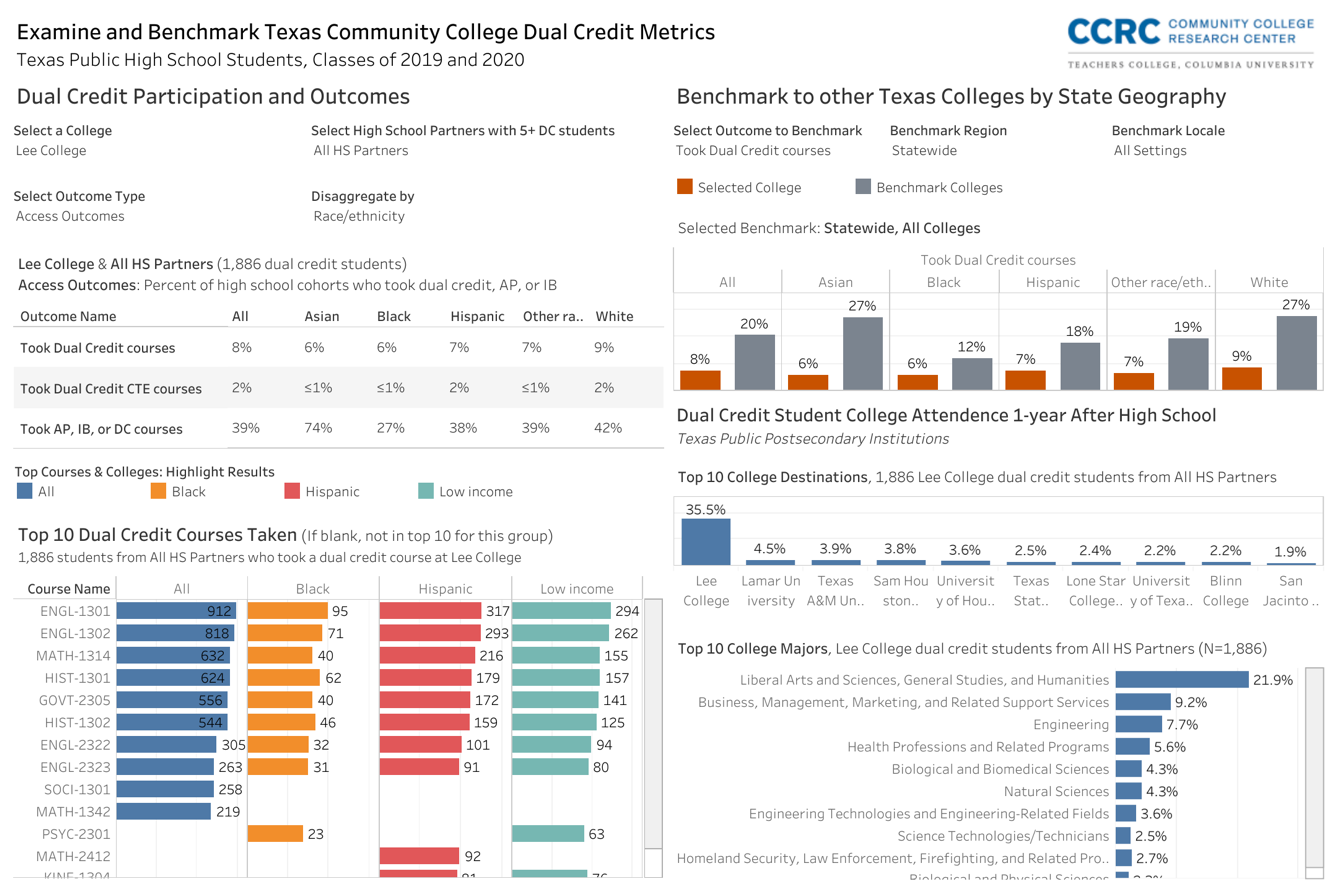 Examine and Benchmark Texas Community College Dual Credit Metrics
Texas Public High School Students, Classes of 2019 and 2020
CCRC COMMUNITY COLLEGE RESEARCH CENTER
TEACHERS COLLEGE, COLUMBIA UNIVERSITY
Dual Credit Participation and Outcomes
Select a College Select High School Partners with 5+ DC students
Lee College All HS Partners
Select Outcome Type Disaggregate by
Access Outcomes Race/ethnicity
Lee College & All HS Partners (1,886 dual credit students)
Access Outcomes: Percent of high school cohorts who took dual credit, AP, or IB
Outcome Name All Asian Black Hispanic Other ra.. White
Took Dual Credit courses 8% 6% 6% 7% 7% 9%
Took Dual Credit CTE courses 2% ≤1% ≤1% 2% ≤1% 2%
Took AP, IB, or DC courses 39% 74% 27% 38% 39% 42%
Top Courses & Colleges: Highlight Results
All Black Hispanic Low income
Top 10 Dual Credit Courses Taken (If blank, not in top 10 for this group)
1,886 students from All HS Partners who took a dual credit course at Lee College
Course Name All Black Hispanic Low income
ENGL-1301 912 95 317 294
ENGL-1302 818 71 293 262
MATH-1314 632 40 216 155
HIST-1301 624 62 179 157
GOVT-2305 556 40 172 141
HIST-1302 544 46 159 125
ENGL-2322 305 32 101 94
ENGL-2323 263 31 91 80
SOCI-1301 258
MATH-1342 219
PSYC-2301 23 63
MATH-2412 92
KINE-1304 81 76
Benchmark to other Texas Colleges by State Geography
Select Outcome to Benchmark Benchmark Region Benchmark Locale
Took Dual Credit courses Statewide All Settings
Selected College Benchmark Colleges
Selected Benchmark: Statewide, All Colleges
Took Dual Credit courses
All Asian Black Hispanic Other race/eth.. White
8% 20% 6% 27% 6% 12% 7% 18% 7% 19% 9% 27%
Dual Credit Student College Attendence 1-year After High School
Texas Public Postsecondary Institutions
Top 10 College Destinations, 1,886 Lee College dual credit students from All HS Partners
35.5% 4.5% 3.9% 3.8% 3.6% 2.5% 2.4% 2.2% 2.2% 1.9%
Lee Lamar Un Texas Sam Hou Universit Texas Lone Star Universit Blinn San
College iversity A&M Un.. ston.. y of Hou.. Stat.. College.. y of Texa.. College Jacinto ..
Top 10 College Majors, Lee College dual credit students from All HS Partners (N=1,886)
Liberal Arts and Sciences, General Studies, and Humanities 21.9%
Business, Management, Marketing, and Related Support Services 9.2%
Engineering 7.7%
Health Professions and Related Programs 5.6%
Biological and Biomedical Sciences 4.3%
Natural Sciences 4.3%
Engineering Technologies and Engineering-Related Fields 3.6%
Science Technologies/Technicians 2.5%
Homeland Security, Law Enforcement, Firefighting, and Related Pro.. 2.7%
Biological and Physical Sciences